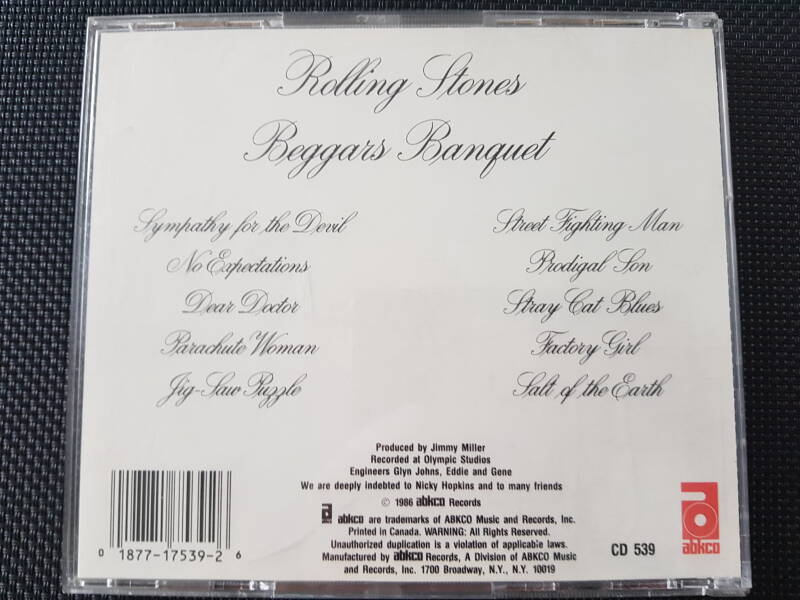 Rolling Stones
Beggars Banquet
Sympathy for the Devil
No Expectations
Dear Doctor
Parachute Woman
Jig-Saw Puzzle
Street Fighting Man
Prodigal Son
Stray Cat Blues
Factory Girl
Salt of the Earth
Produced by Jimmy Miller
Recorded at Olympic Studios
Engineers Glyn Johns, Eddie and Gene
We are deeply indebted to Nicky Hopkins and to many friends
© 1986 abkco Records
abkco are trademarks of ABKCO Music and Records, Inc.
Printed in Canada. WARNING: All Rights Reserved.
Unauthorized duplication is a violation of applicable laws.
Manufactured by abkco Records, A Division of ABKCO Music
and Records, Inc. 1700 Broadway, N.Y., N.Y. 10019
0 1877-17539-2 6
CD 539
abkco